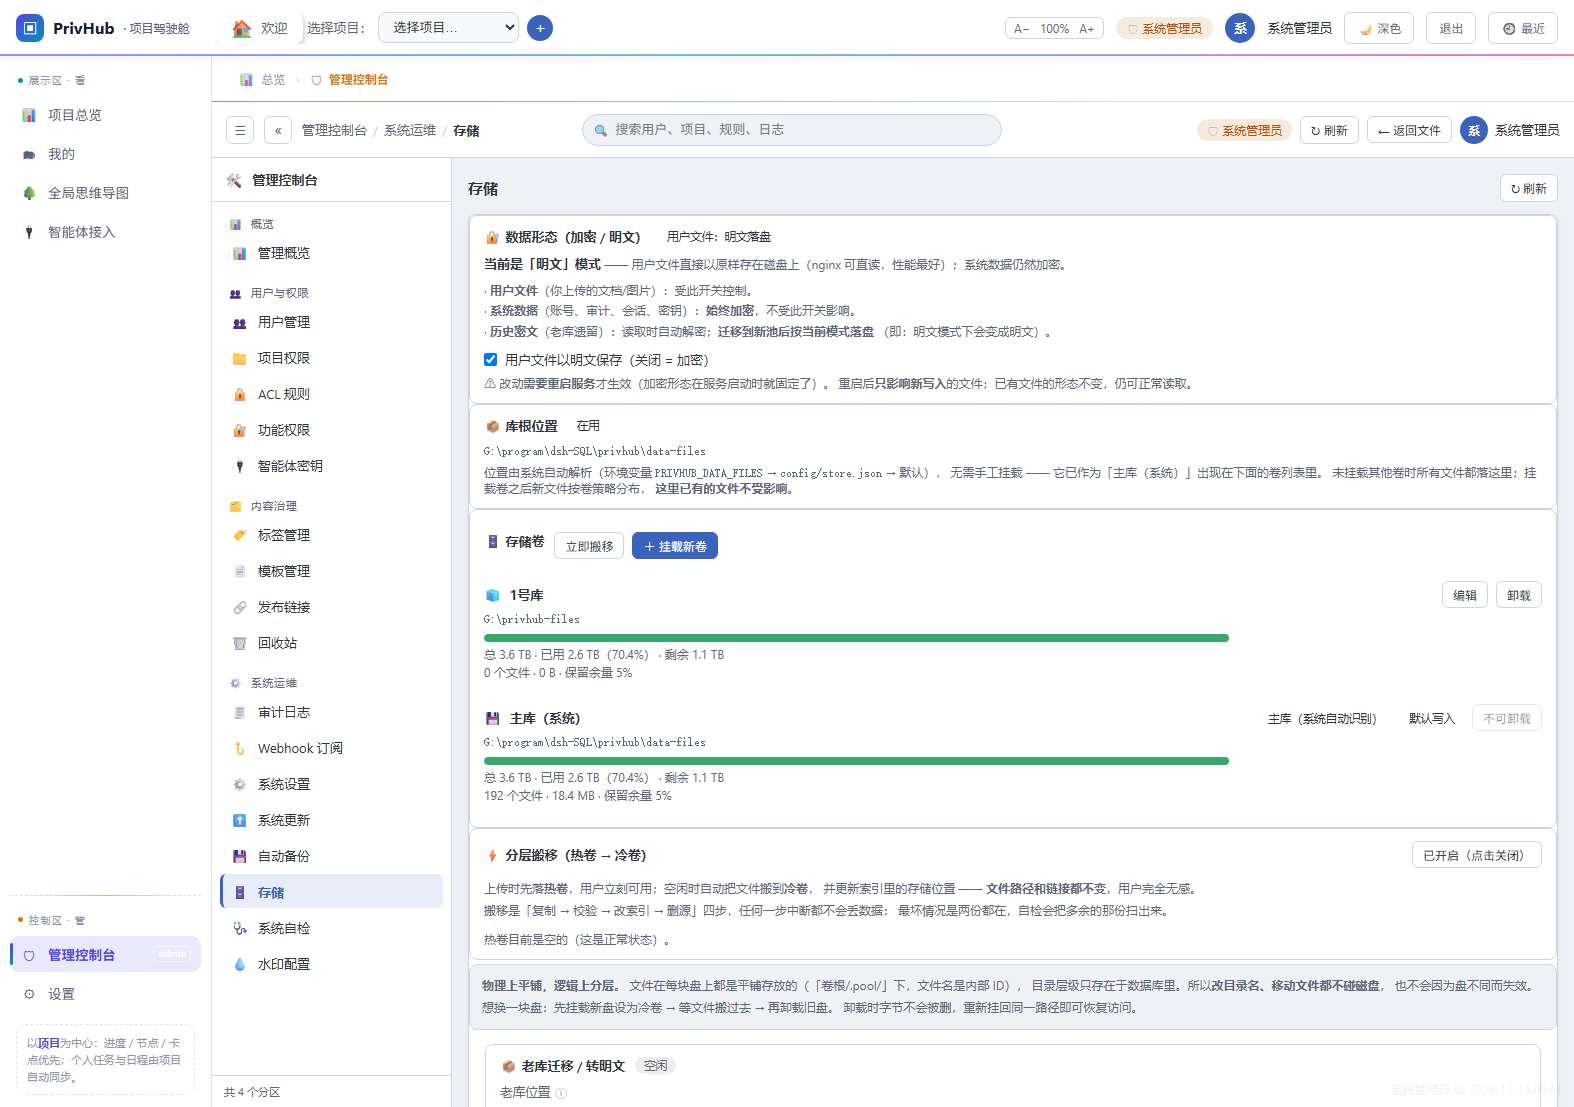 PrivHub · 项目驾驶舱
欢迎
选择项目:
选择项目...
+
A− 100% A+
系统管理员
系 系统管理员
深色
退出
最近
展示区 · 看
项目总览
我的
全局思维导图
智能体接入
控制区 · 管
管理控制台 admin
设置
以项目为中心：进度 / 节点 / 卡
点优先；个人任务与日程由项目
自动同步。
总览 › 管理控制台
☰ « 管理控制台 / 系统运维 / 存储
搜索用户、项目、规则、日志
系统管理员
↻ 刷新
← 返回文件
系 系统管理员
管理控制台
概览
管理概览
用户与权限
用户管理
项目权限
ACL 规则
功能权限
智能体密钥
内容治理
标签管理
模板管理
发布链接
回收站
系统运维
审计日志
Webhook 订阅
系统设置
系统更新
自动备份
存储
系统自检
水印配置
共 4 个分区
存储
↻ 刷新
数据形态（加密 / 明文） 用户文件：明文落盘
当前是「明文」模式 —— 用户文件直接以原样存在磁盘上（nginx 可直读，性能最好）；系统数据仍然加密。
· 用户文件（你上传的文档/图片）：受此开关控制。
· 系统数据（账号、审计、会话、密钥）：始终加密，不受此开关影响。
· 历史密文（老库遗留）：读取时自动解密；迁移到新池后按当前模式落盘 （即：明文模式下会变成明文）。
用户文件以明文保存（关闭 = 加密）
⚠ 改动需要重启服务才生效（加密形态在服务启动时就固定了）。 重启后只影响新写入的文件；已有文件的形态不变，仍可正常读取。
库根位置 在用
G:\program\dsh-SQL\privhub\data-files
位置由系统自动解析（环境变量 PRIVHUB_DATA_FILES → config/store.json → 默认）， 无需手工挂载 —— 它已作为「主库（系统）」出现在下面的卷列表里。 未挂载其他卷时所有文件都落这里；挂
载卷之后新文件按卷策略分布， 这里已有的文件不受影响。
存储卷
立即搬移
＋ 挂载新卷
1号库
编辑
卸载
G:\privhub-files
总 3.6 TB · 已用 2.6 TB（70.4%） · 剩余 1.1 TB
0 个文件 · 0 B · 保留余量 5%
主库（系统）
主库（系统自动识别）
默认写入
不可卸载
G:\program\dsh-SQL\privhub\data-files
总 3.6 TB · 已用 2.6 TB（70.4%） · 剩余 1.1 TB
192 个文件 · 18.4 MB · 保留余量 5%
分层搬移（热卷 → 冷卷）
已开启（点击关闭）
上传时先落热卷，用户立刻可用；空闲时自动把文件搬到冷卷， 并更新索引里的存储位置 —— 文件路径和链接都不变，用户完全无感。
搬移是「复制 → 校验 → 改索引 → 删源」四步，任何一步中断都不会丢数据： 最坏情况是两份都在，自检会把多余的那份扫出来。
热卷目前是空的（这是正常状态）。
物理上平铺，逻辑上分层。 文件在每块盘上都是平铺存放的（「卷根/.pool/」下，文件名是内部 ID）， 目录层级只存在于数据库里。所以改目录名、移动文件都不碰磁盘， 也不会因为盘不同而失效。
想换一块盘：先挂载新盘设为冷卷 → 等文件搬过去 → 再卸载旧盘。 卸载时字节不会被删，重新挂回同一路径即可恢复访问。
老库迁移 / 转明文 空闲
老库位置 ⓘ
系统管理员 @ 2026-11-16